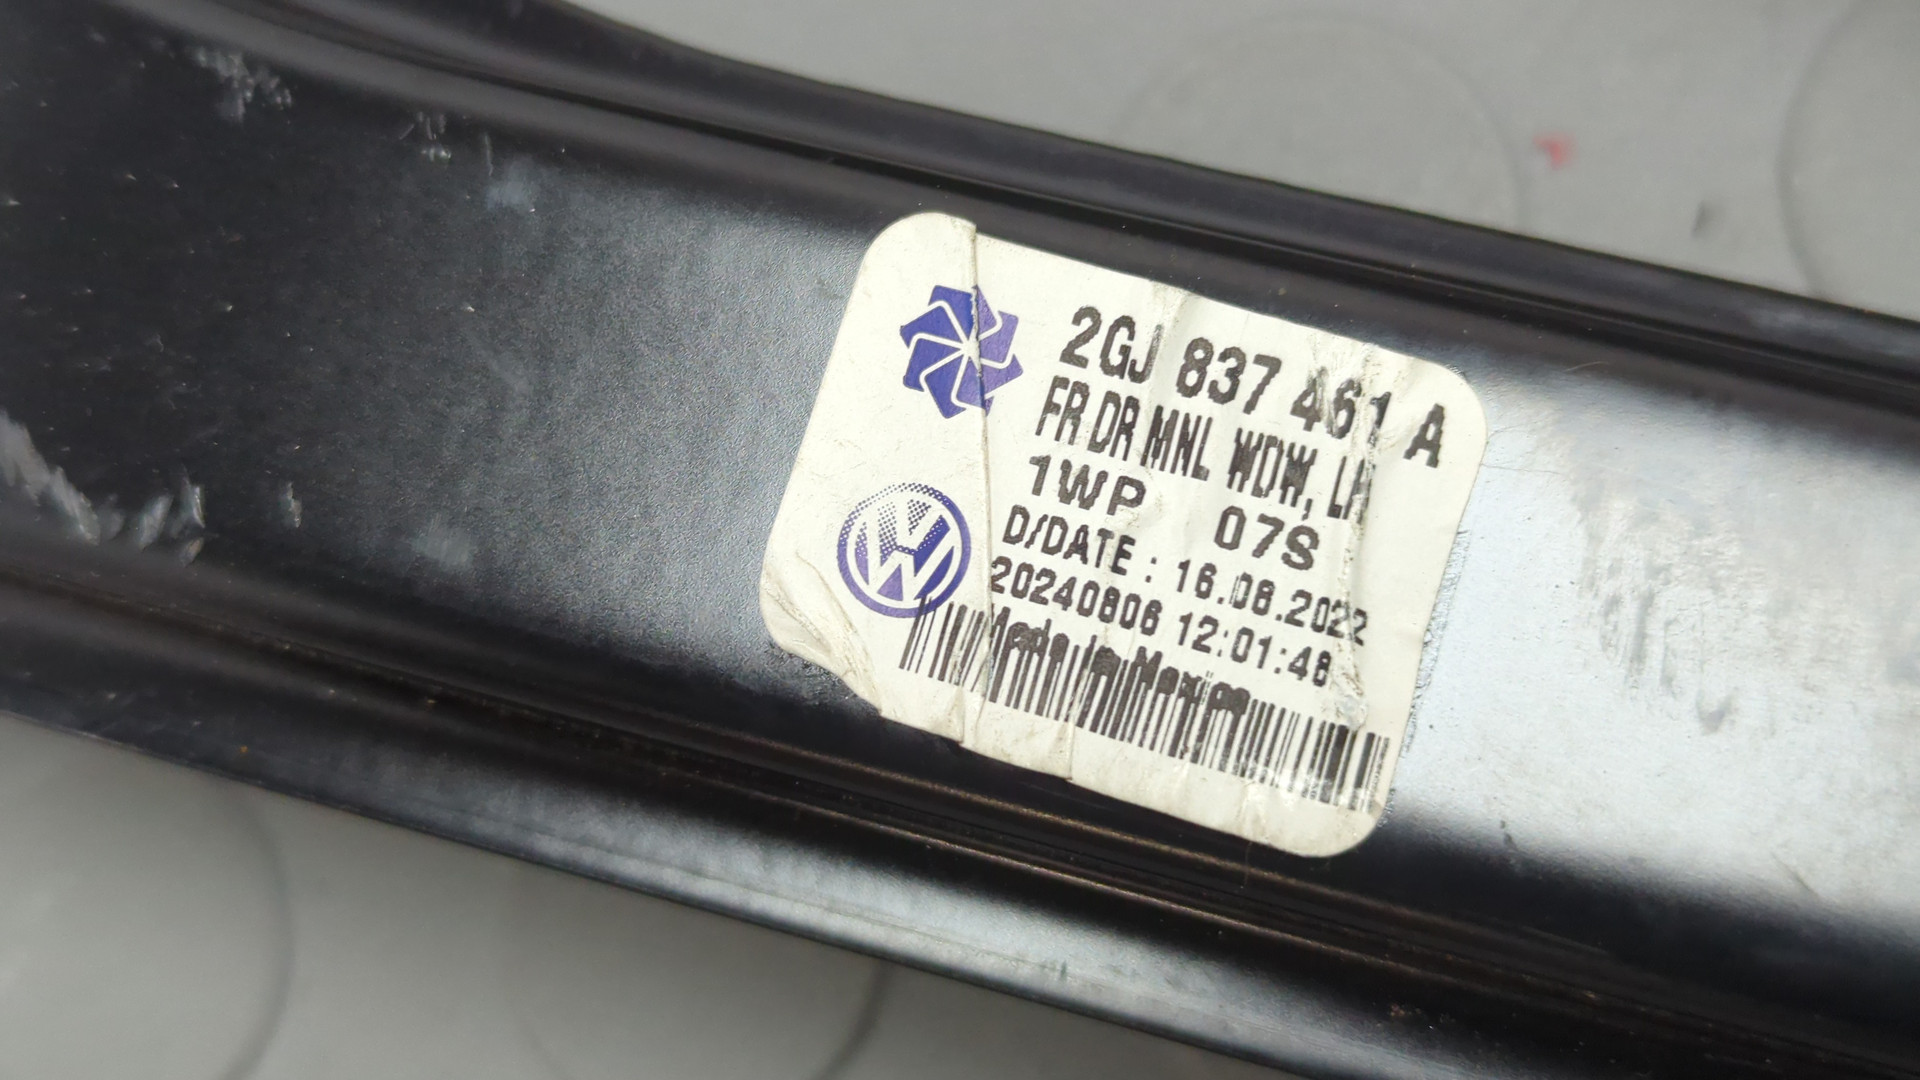 2GJ 837 461 A
FR DR MNL WDW, LH
1WP 07S
D/DATE : 16.08.2022
20240806 12:01:48
Made in Mexico